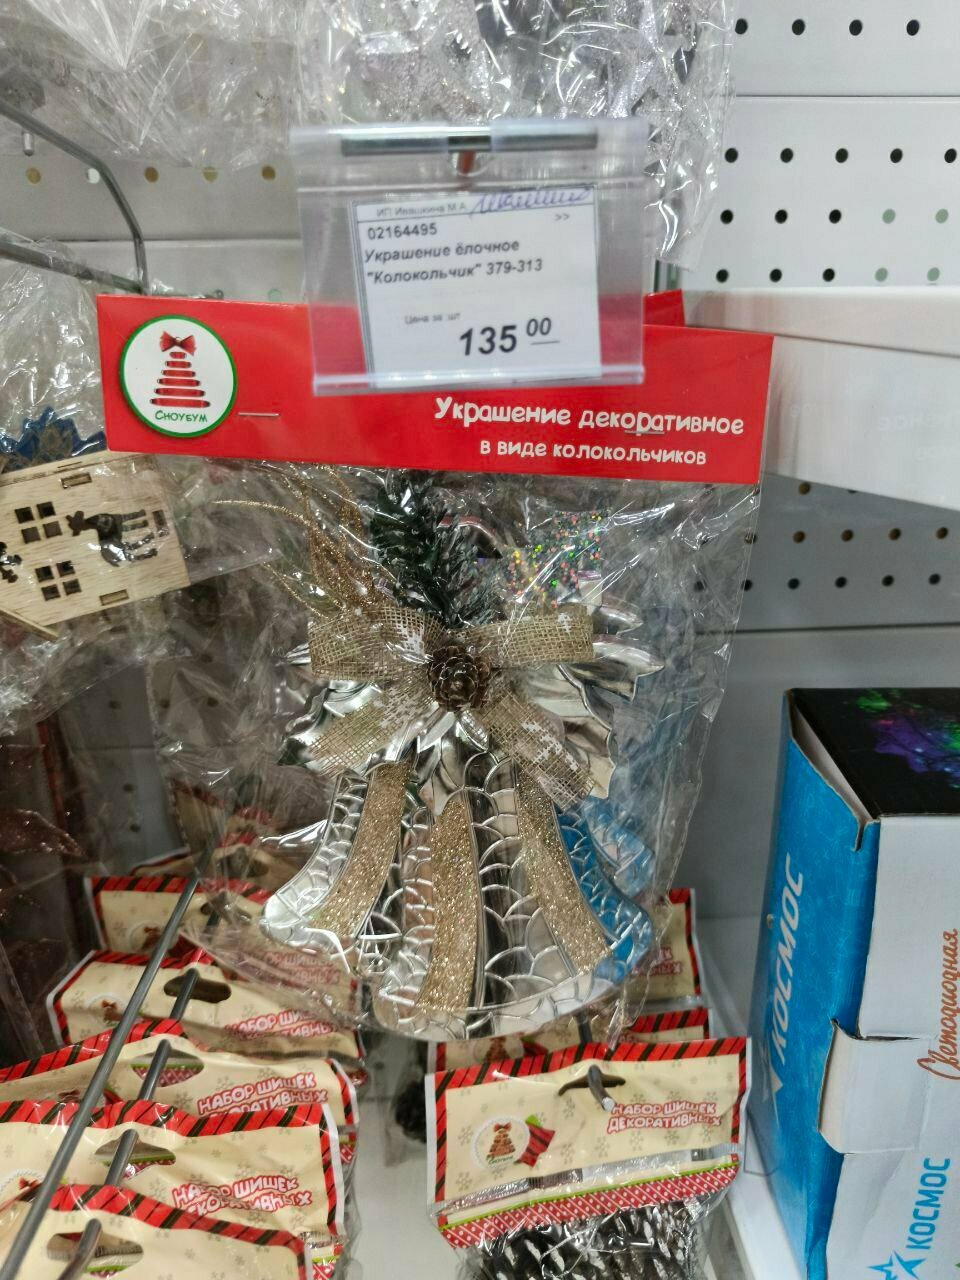 ИП Ивашкина М.А.
>>
02164495
Украшение ёлочное
"Колокольчик" 379-313
Цена за шт
135 00
Сноубум
Украшение декоративное
в виде колокольчиков
НАБОР ШИШЕК
ДЕКОРАТИВНЫХ
НАБОР ШИШЕК
ДЕКОРАТИВНЫХ
НАБОР ШИШЕК
ДЕКОРАТИВНЫХ
Сноубум
КОСМОС
КОСМОС